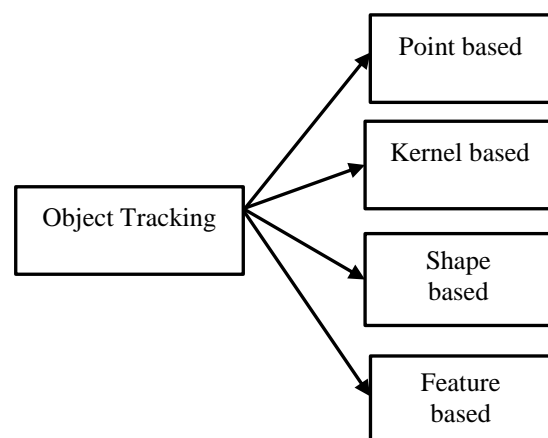 Point based
Kernel based
Object Tracking
Shape
based
Feature
based